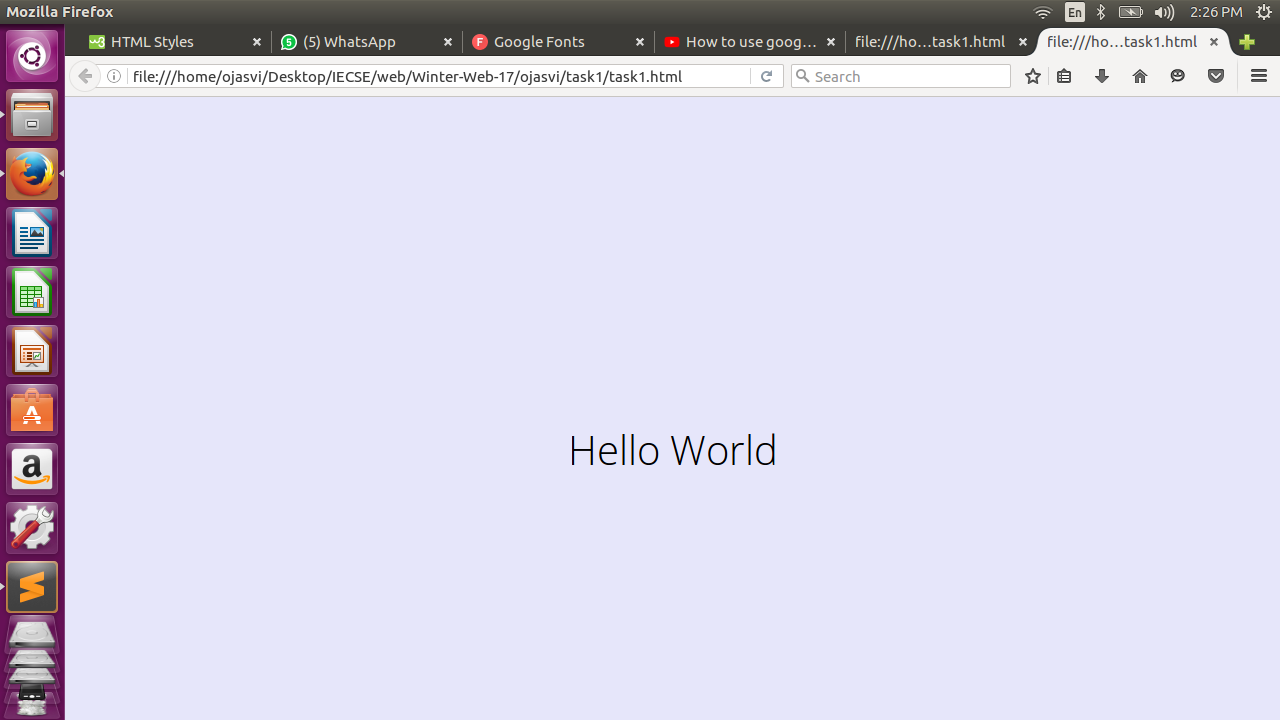 Mozilla Firefox
En
2:26 PM
HTML Styles
(5) WhatsApp
Google Fonts
How to use goog...
file:///ho...task1.html
file:///ho...task1.html
file:///home/ojasvi/Desktop/IECSE/web/Winter-Web-17/ojasvi/task1/task1.html
Search
Hello World